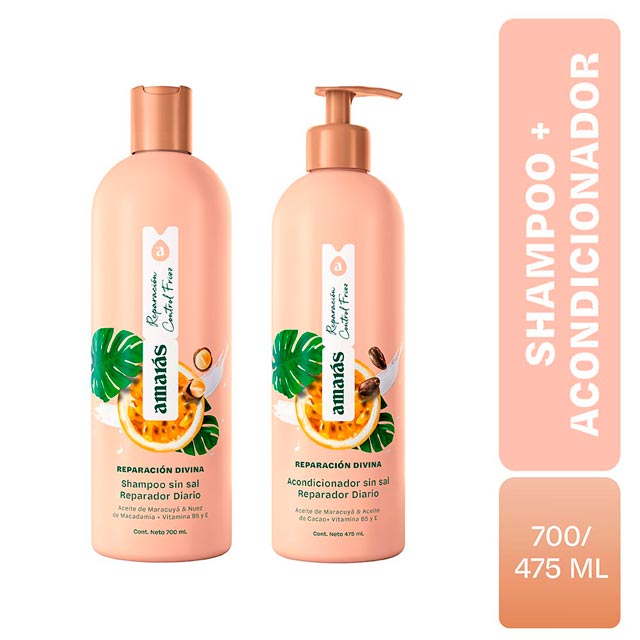 a
Reparación
Control Frizz
amarás
REPARACIÓN DIVINA
Shampoo sin sal
Reparador Diario
Aceite de Maracuyá & Nuez
de Macadamia • Vitamina B5 y E
Cont. Neto 700 mL
a
Reparación
Control Frizz
amarás
REPARACIÓN DIVINA
Acondicionador sin sal
Reparador Diario
Aceite de Maracuyá & Aceite
de Cacao • Vitamina B5 y E
Cont. Neto 475 mL
SHAMPOO +
ACONDICIONADOR
700/
475 ML